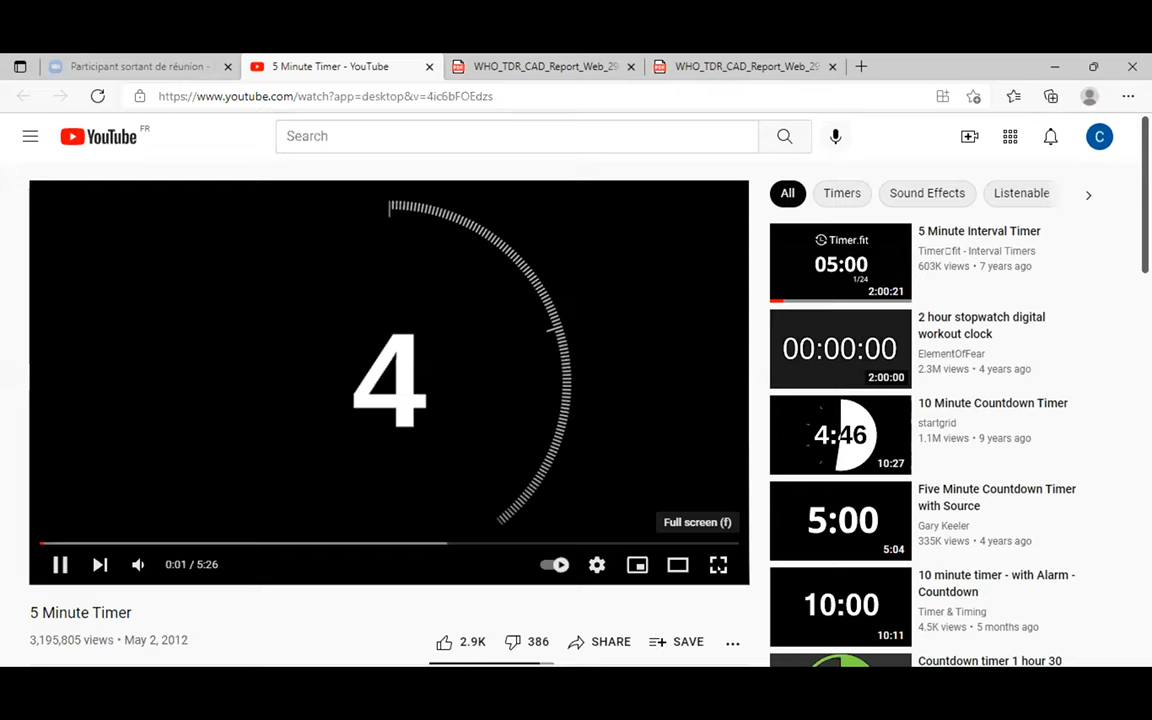 Participant sortant de réunion -
5 Minute Timer - YouTube
WHO_TDR_CAD_Report_Web_29
WHO_TDR_CAD_Report_Web_29
https://www.youtube.com/watch?app=desktop&v=4ic6bFOEdzs
YouTube FR
Search
C
4
Full screen (f)
0:01 / 5:26
5 Minute Timer
3,195,805 views • May 2, 2012
2.9K
386
SHARE
SAVE
All
Timers
Sound Effects
Listenable
Timer.fit
05:00
1/24
2:00:21
5 Minute Interval Timer
Timer▯fit - Interval Timers
603K views • 7 years ago
00:00:00
2:00:00
2 hour stopwatch digital
workout clock
ElementOfFear
2.3M views • 4 years ago
4:46
10:27
10 Minute Countdown Timer
startgrid
1.1M views • 9 years ago
5:00
5:04
Five Minute Countdown Timer
with Source
Gary Keeler
335K views • 4 years ago
10:00
10:11
10 minute timer - with Alarm -
Countdown
Timer & Timing
4.5K views • 5 months ago
Countdown timer 1 hour 30